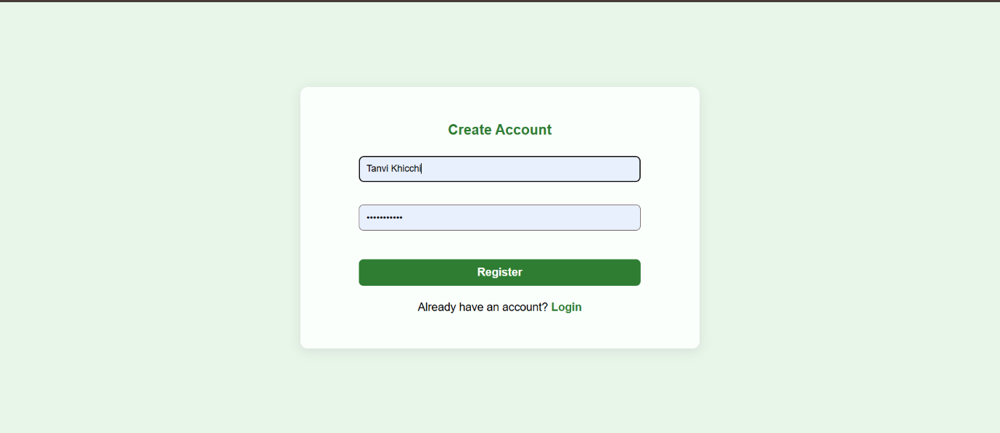 Create Account
Tanvi Khicchi
•••••••••••
Register
Already have an account? Login